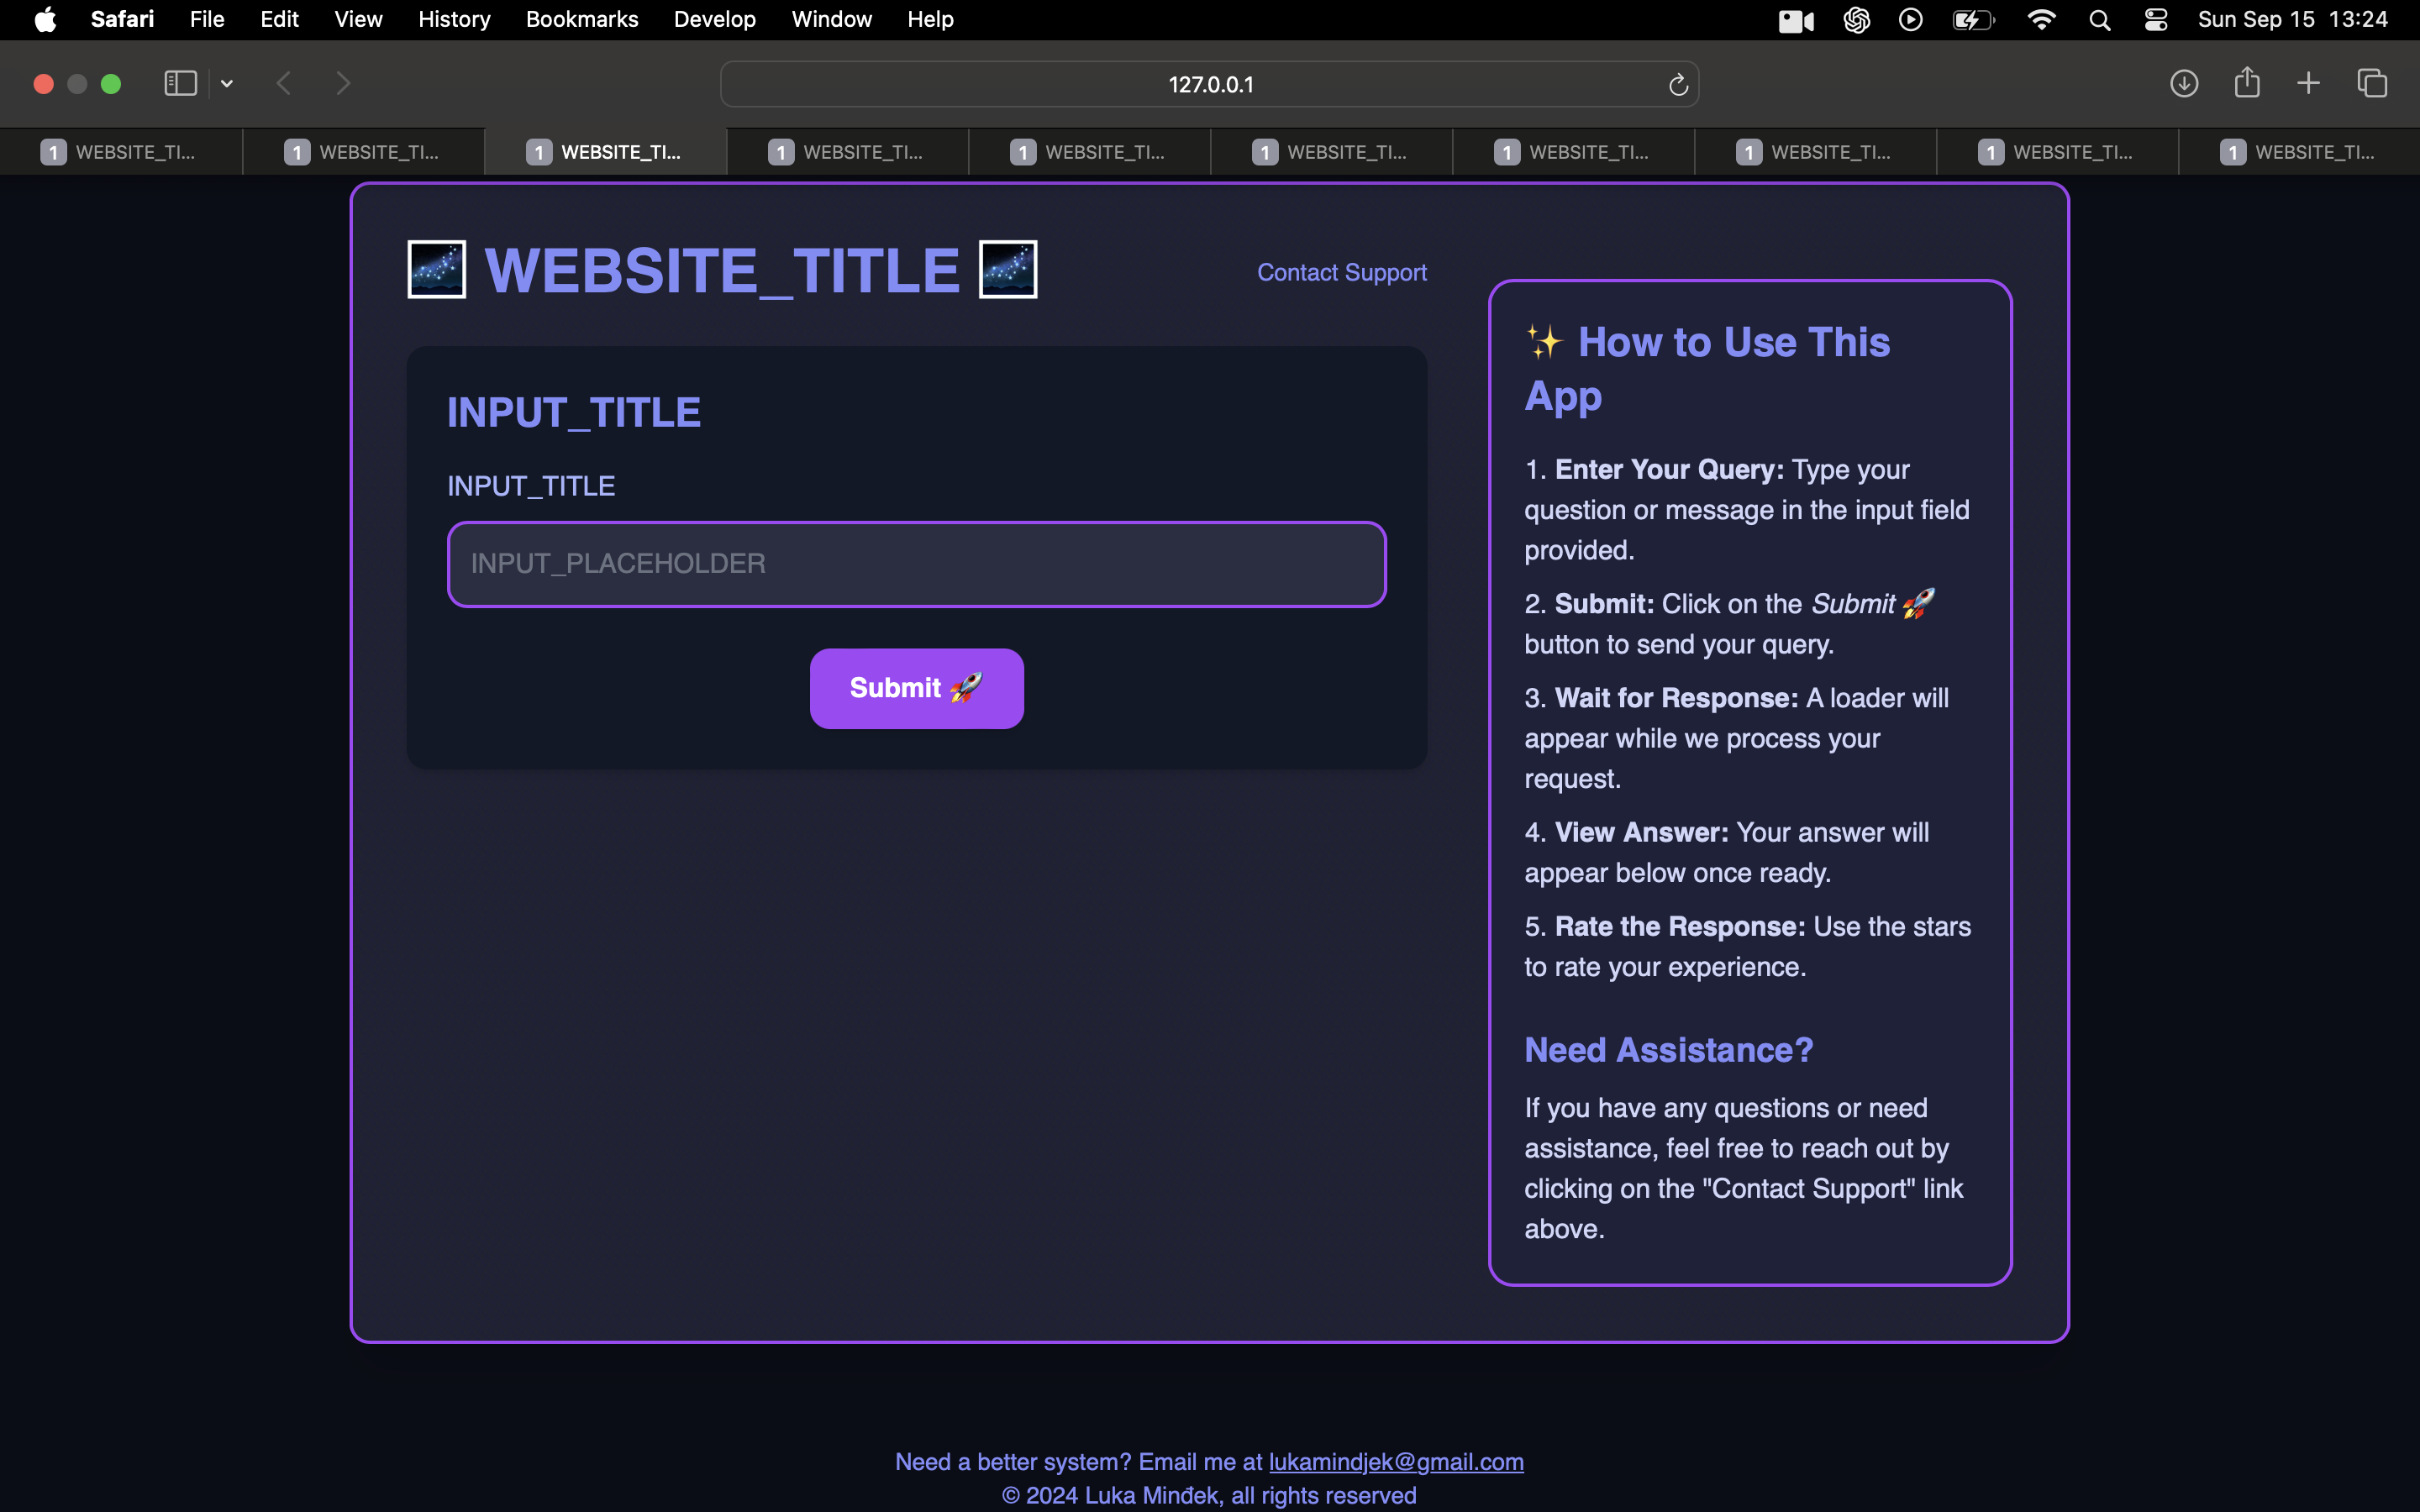 Safari File Edit View History Bookmarks Develop Window Help Sun Sep 15 13:24
127.0.0.1
1 WEBSITE_TI... 1 WEBSITE_TI... 1 WEBSITE_TI... 1 WEBSITE_TI... 1 WEBSITE_TI... 1 WEBSITE_TI... 1 WEBSITE_TI... 1 WEBSITE_TI... 1 WEBSITE_TI... 1 WEBSITE_TI...
🌌 WEBSITE_TITLE 🌌
Contact Support
INPUT_TITLE
INPUT_TITLE
INPUT_PLACEHOLDER
Submit 🚀
✨ How to Use This
App
1. Enter Your Query: Type your
question or message in the input field
provided.
2. Submit: Click on the Submit 🚀
button to send your query.
3. Wait for Response: A loader will
appear while we process your
request.
4. View Answer: Your answer will
appear below once ready.
5. Rate the Response: Use the stars
to rate your experience.
Need Assistance?
If you have any questions or need
assistance, feel free to reach out by
clicking on the "Contact Support" link
above.
Need a better system? Email me at lukamindjek@gmail.com
© 2024 Luka Minđek, all rights reserved